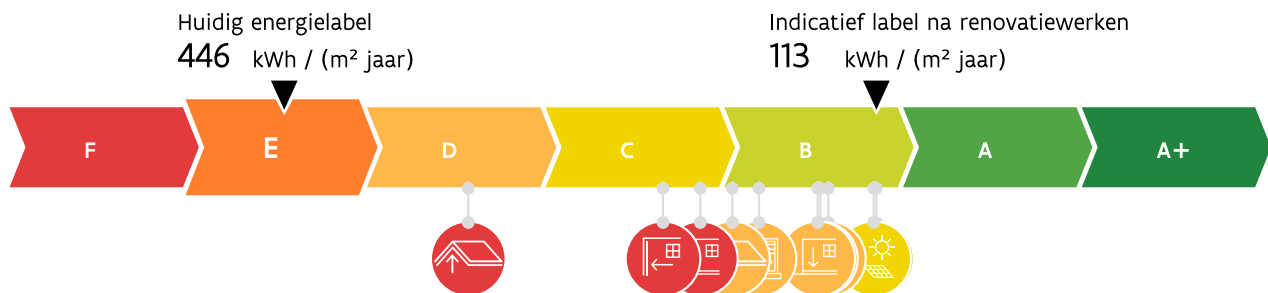 Huidig energielabel
446 kWh / (m² jaar)
Indicatief label na renovatiewerken
113 kWh / (m² jaar)
F E D C B A A+